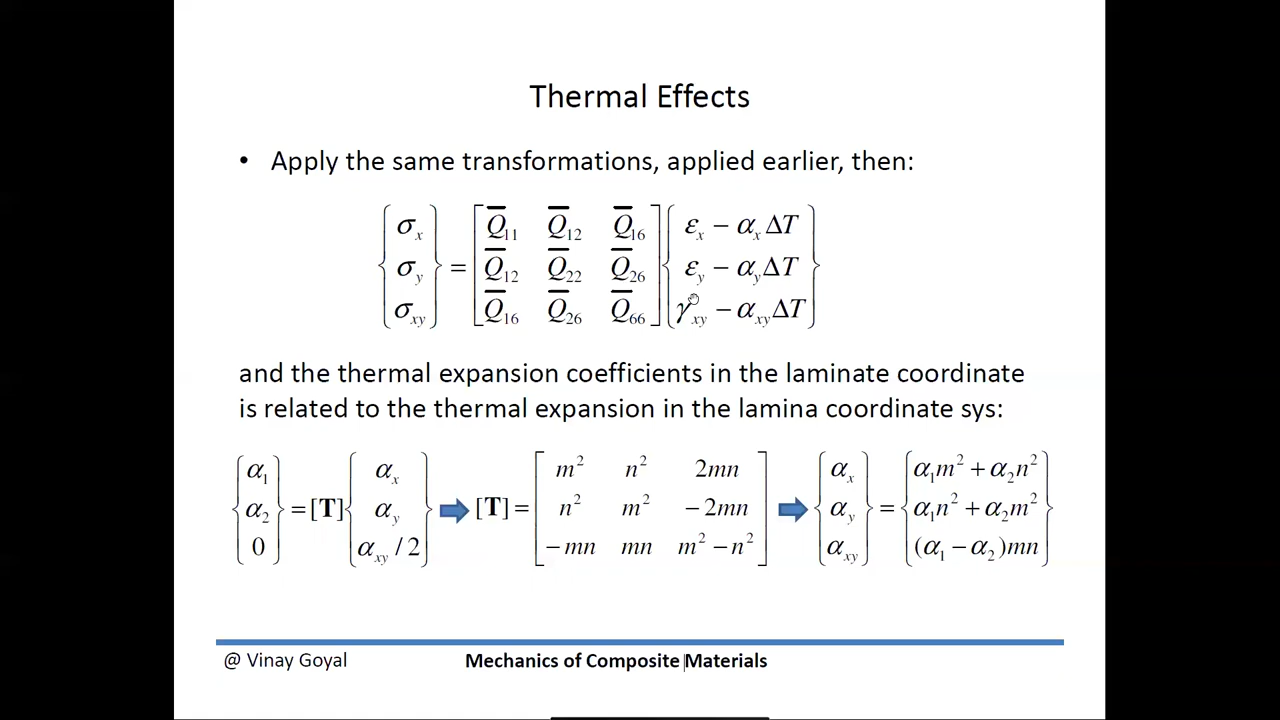 Thermal Effects
• Apply the same transformations, applied earlier, then:
{σx σy σxy} = [Q̅11 Q̅12 Q̅16; Q̅12 Q̅22 Q̅26; Q̅16 Q̅26 Q̅66] {εx − αxΔT; εy − αyΔT; γxy − αxyΔT}
and the thermal expansion coefficients in the laminate coordinate
is related to the thermal expansion in the lamina coordinate sys:
{α1 α2 0} = [T] {αx αy αxy / 2} ⇒ [T] = [m² n² 2mn; n² m² −2mn; −mn mn m² − n²] ⇒ {αx αy αxy} = {α1m² + α2n²; α1n² + α2m²; (α1 − α2)mn}
@ Vinay Goyal
Mechanics of Composite Materials